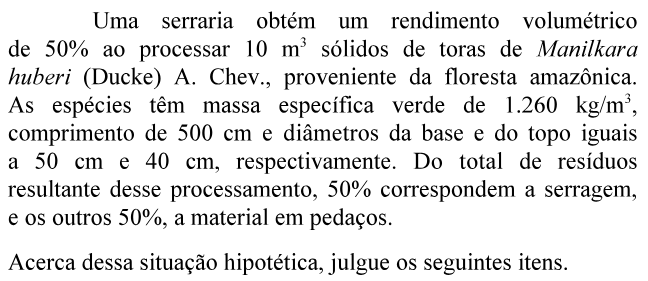 Uma serraria obtém um rendimento volumétrico
de 50% ao processar 10 m³ sólidos de toras de Manilkara
huberi (Ducke) A. Chev., proveniente da floresta amazônica.
As espécies têm massa específica verde de 1.260 kg/m³,
comprimento de 500 cm e diâmetros da base e do topo iguais
a 50 cm e 40 cm, respectivamente. Do total de resíduos
resultante desse processamento, 50% correspondem a serragem,
e os outros 50%, a material em pedaços.
Acerca dessa situação hipotética, julgue os seguintes itens.